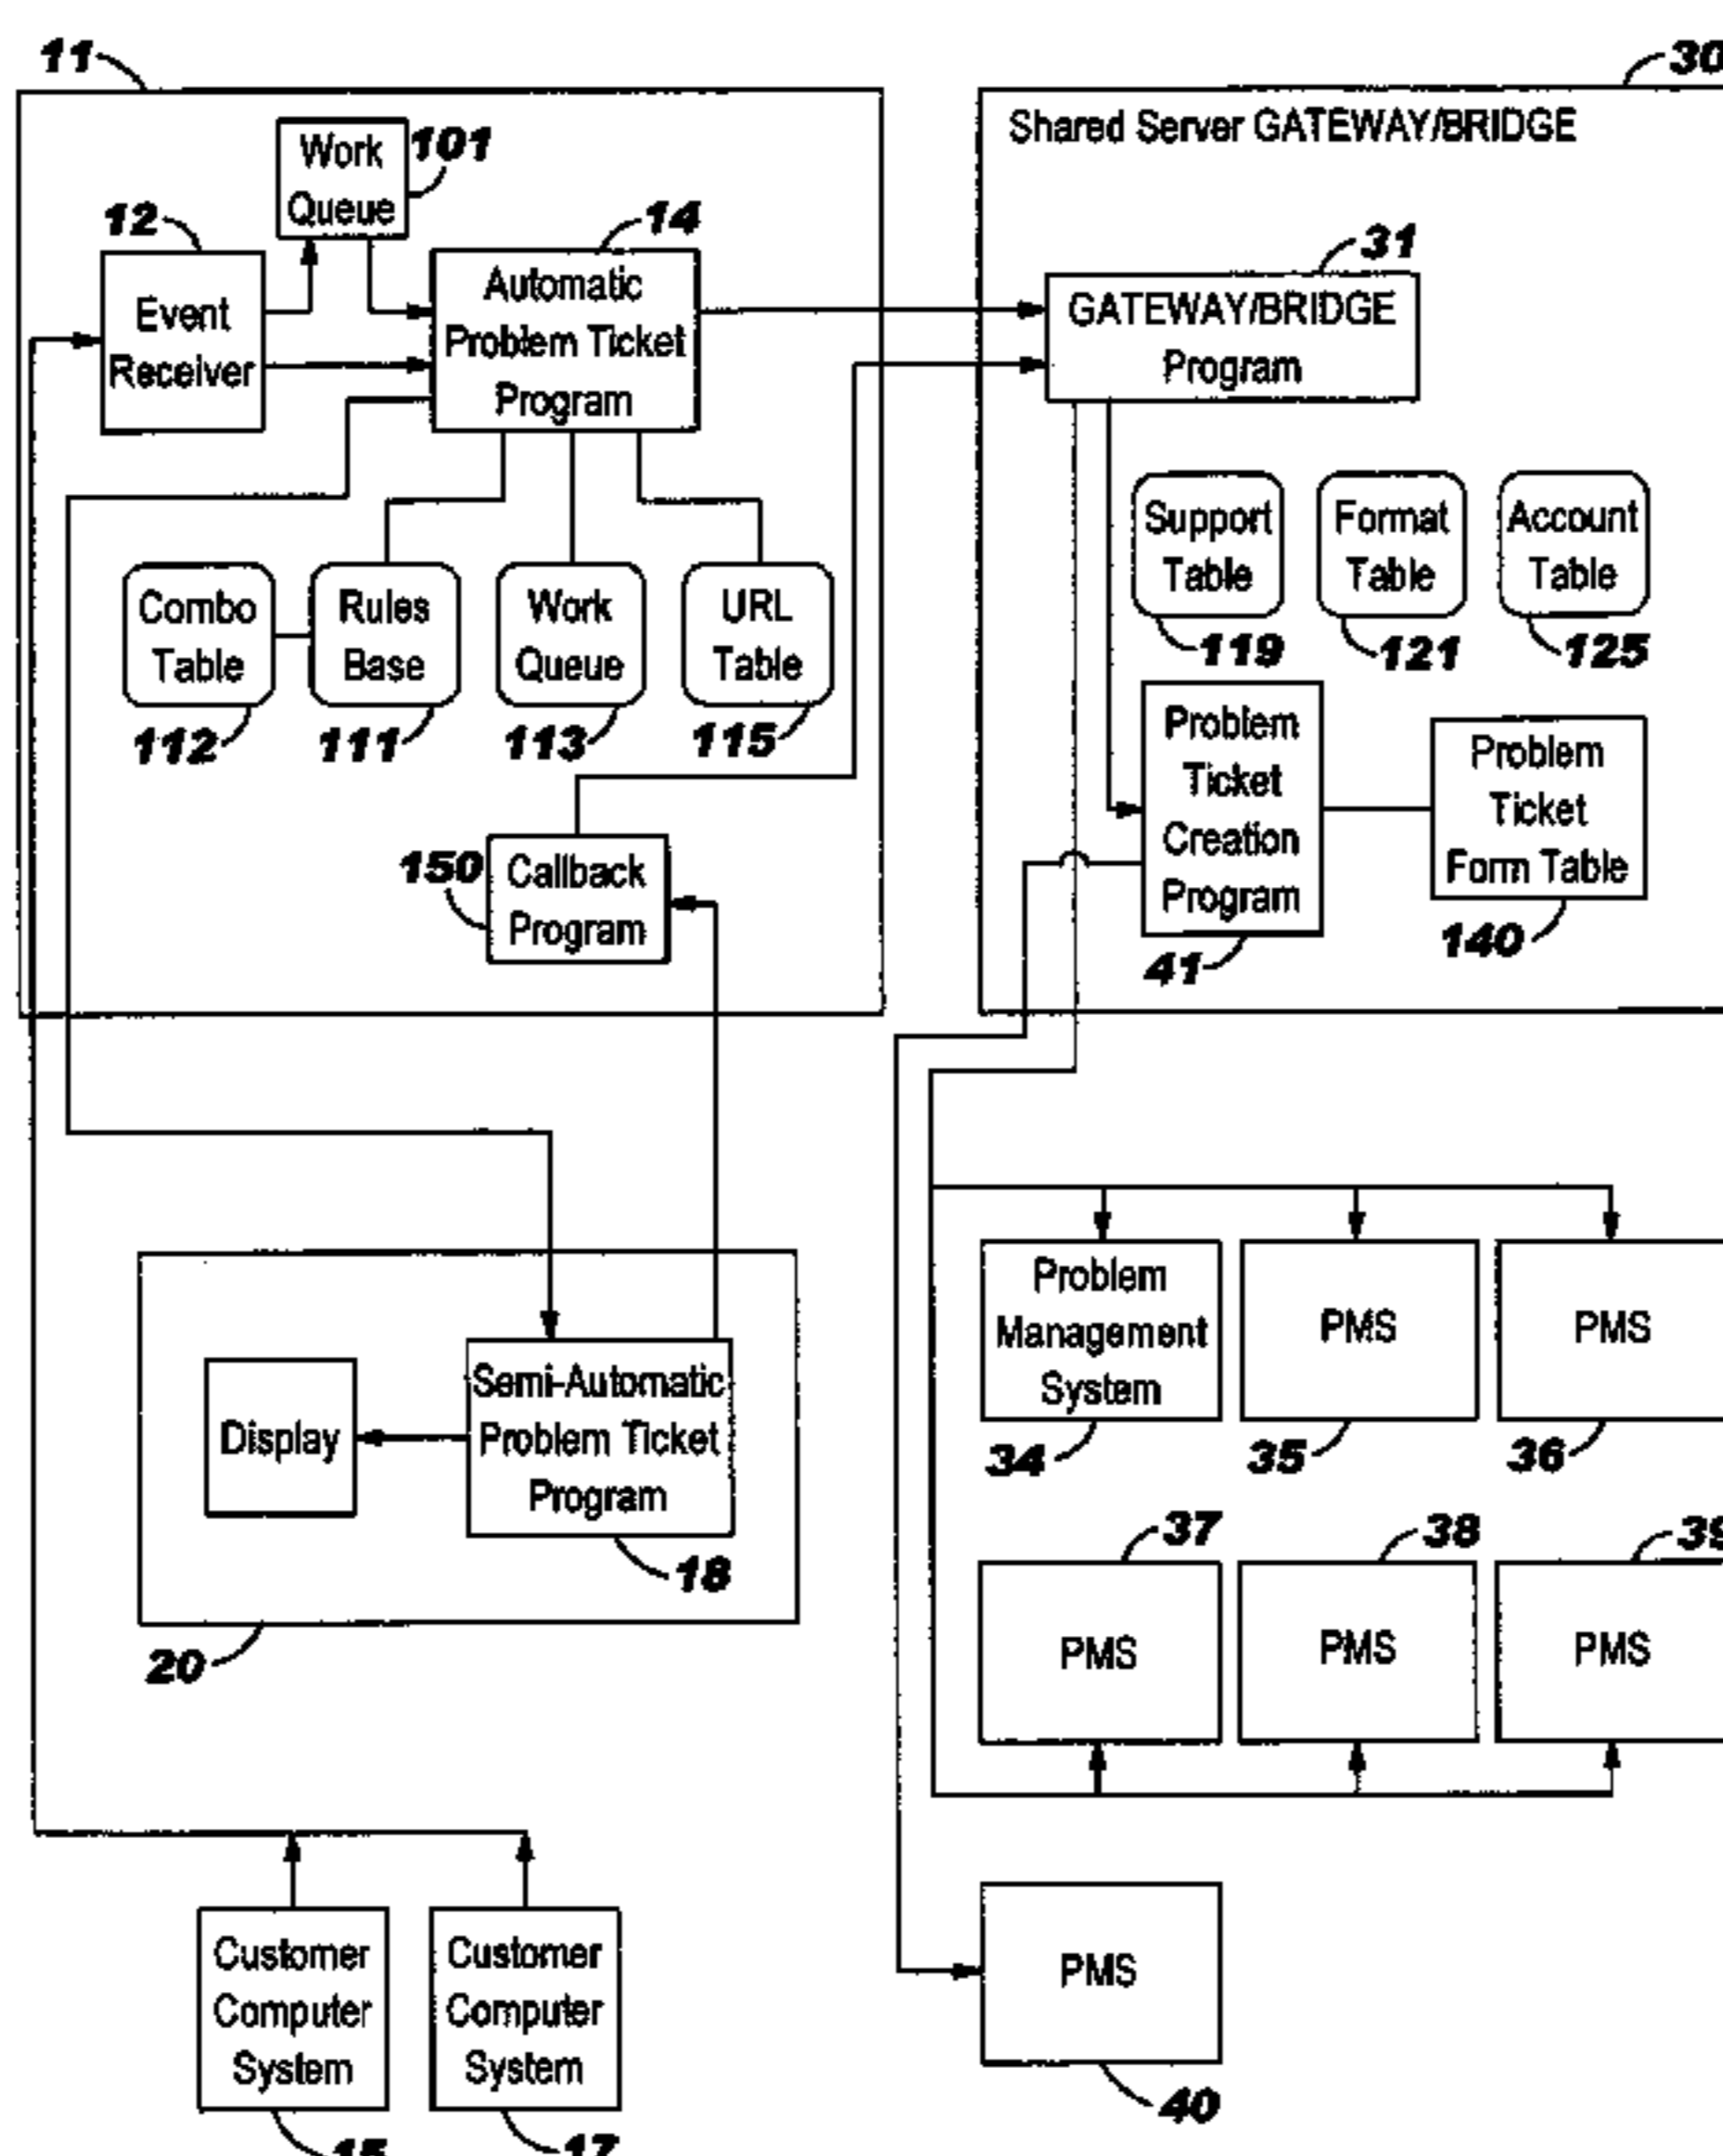 11
30
Shared Server GATEWAY/BRIDGE
Work
Queue
101
12
Event
Receiver
14
Automatic
Problem Ticket
Program
31
GATEWAY/BRIDGE
Program
Combo
Table
112
Rules
Base
111
Work
Queue
113
URL
Table
115
Support
Table
119
Format
Table
121
Account
Table
125
Problem
Ticket
Creation
Program
41
Problem
Ticket
Form Table
140
150
Callback
Program
Display
Semi-Automatic
Problem Ticket
Program
18
20
Problem
Management
System
34
PMS
35
PMS
36
37
PMS
38
PMS
39
PMS
PMS
40
Customer
Computer
System
Customer
Computer
System
17